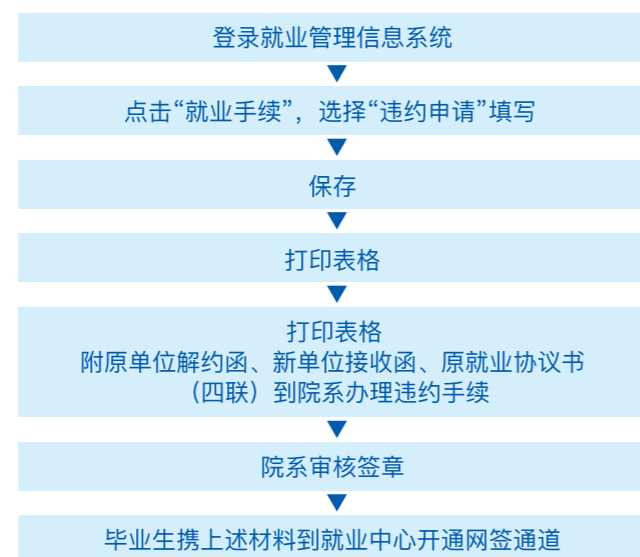 登录就业管理信息系统
点击“就业手续”，选择“违约申请”填写
保存
打印表格
打印表格
附原单位解约函、新单位接收函、原就业协议书
（四联）到院系办理违约手续
院系审核签章
毕业生携上述材料到就业中心开通网签通道